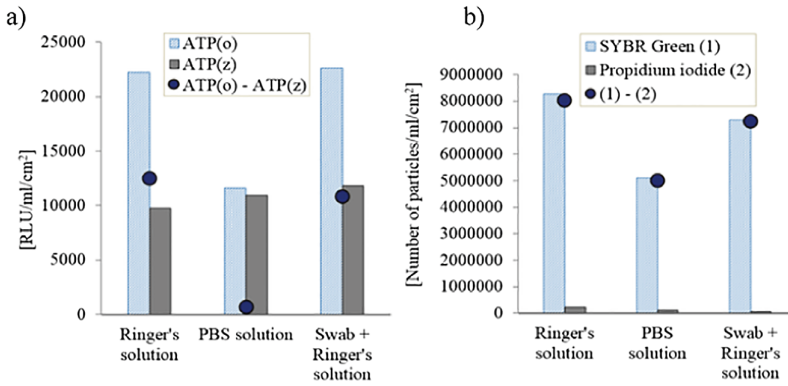 a)
ATP(o)
ATP(z)
ATP(o) - ATP(z)
25000
20000
15000
10000
5000
0
[RLU/ml/cm²]
Ringer's
solution
PBS solution
Swab +
Ringer's
solution
b)
SYBR Green (1)
Propidium iodide (2)
(1) - (2)
9000000
8000000
7000000
6000000
5000000
4000000
3000000
2000000
1000000
0
[Number of particles/ml/cm²]
Ringer's
solution
PBS
solution
Swab +
Ringer's
solution